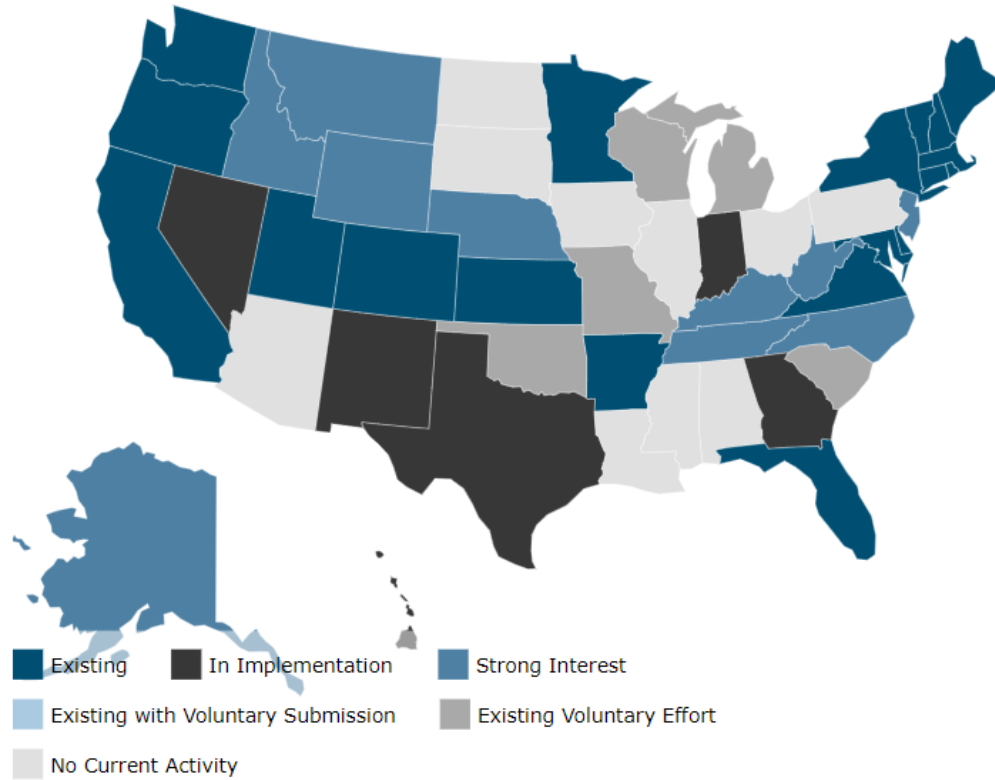 Existing In Implementation Strong Interest
Existing with Voluntary Submission Existing Voluntary Effort
No Current Activity